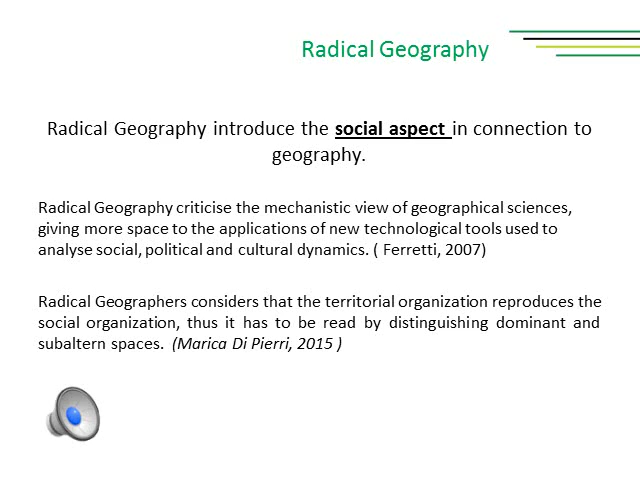 Radical Geography
Radical Geography introduce the social aspect in connection to
geography.
Radical Geography criticise the mechanistic view of geographical sciences,
giving more space to the applications of new technological tools used to
analyse social, political and cultural dynamics. ( Ferretti, 2007)
Radical Geographers considers that the territorial organization reproduces the
social organization, thus it has to be read by distinguishing dominant and
subaltern spaces. (Marica Di Pierri, 2015 )